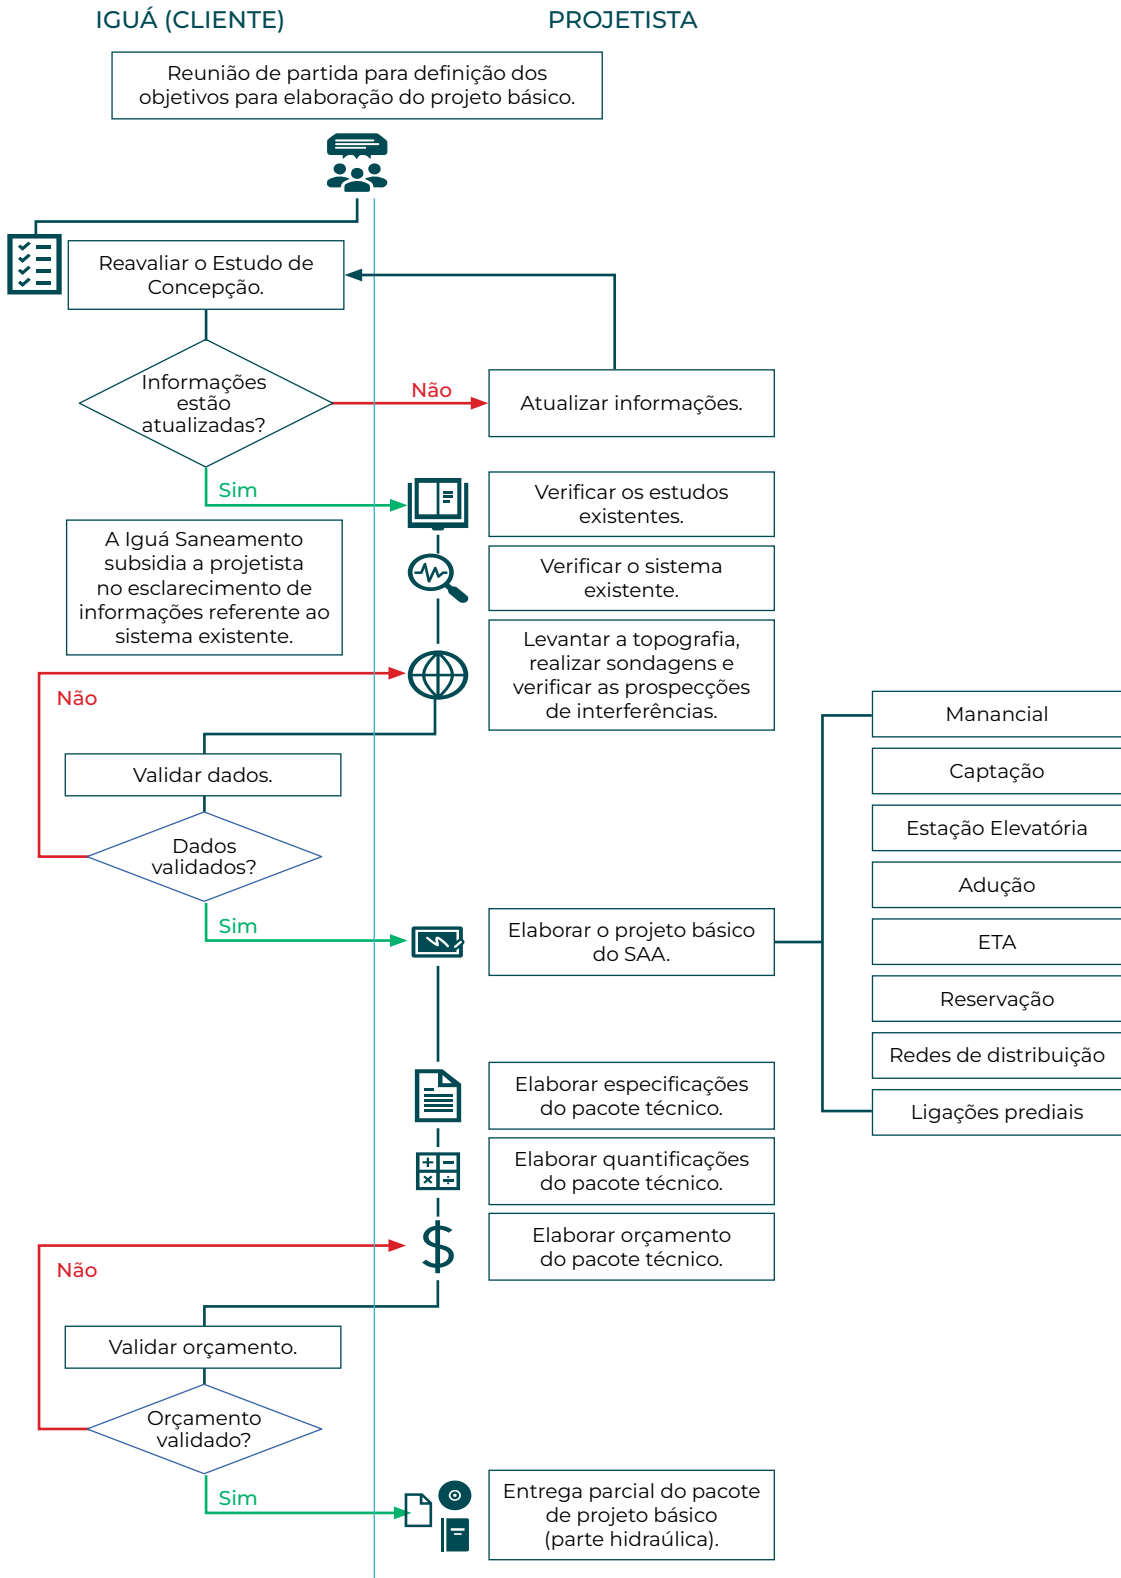 IGUÁ (CLIENTE)
PROJETISTA
Reunião de partida para definição dos
objetivos para elaboração do projeto básico.
Reavaliar o Estudo de
Concepção.
Informações
estão
atualizadas?
Não
Atualizar informações.
Sim
Verificar os estudos
existentes.
A Iguá Saneamento
subsidia a projetista
no esclarecimento de
informações referente ao
sistema existente.
Verificar o sistema
existente.
Levantar a topografia,
realizar sondagens e
verificar as prospecções
de interferências.
Não
Validar dados.
Dados
validados?
Sim
Elaborar o projeto básico
do SAA.
Manancial
Captação
Estação Elevatória
Adução
ETA
Reservação
Redes de distribuição
Ligações prediais
Elaborar especificações
do pacote técnico.
Elaborar quantificações
do pacote técnico.
Elaborar orçamento
do pacote técnico.
Não
Validar orçamento.
Orçamento
validado?
Sim
Entrega parcial do pacote
de projeto básico
(parte hidraúlica).